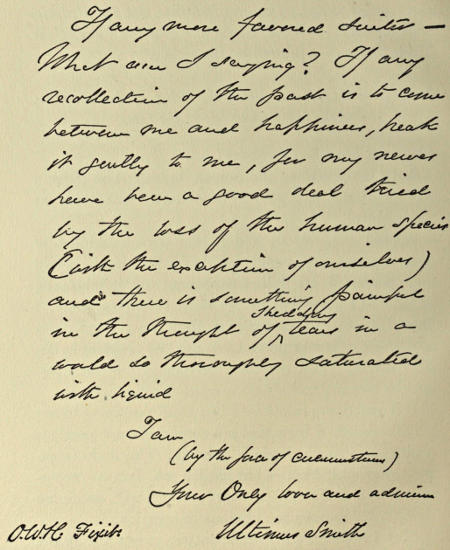 If any more favored suitor —
What am I saying? If any
recollection of the past is to come
between me and happiness, break
it gently to me, for my nerves
have been a good deal tried
by the loss of the human species
(with the exception of ourselves)
and there is something painful
in the thought of shedding tears in a
world so thoroughly saturated
with liquid
I am
(by the force of circumstances)
Your Only lover and admirer
Ultimus Smith
O.W.H. Fixit.